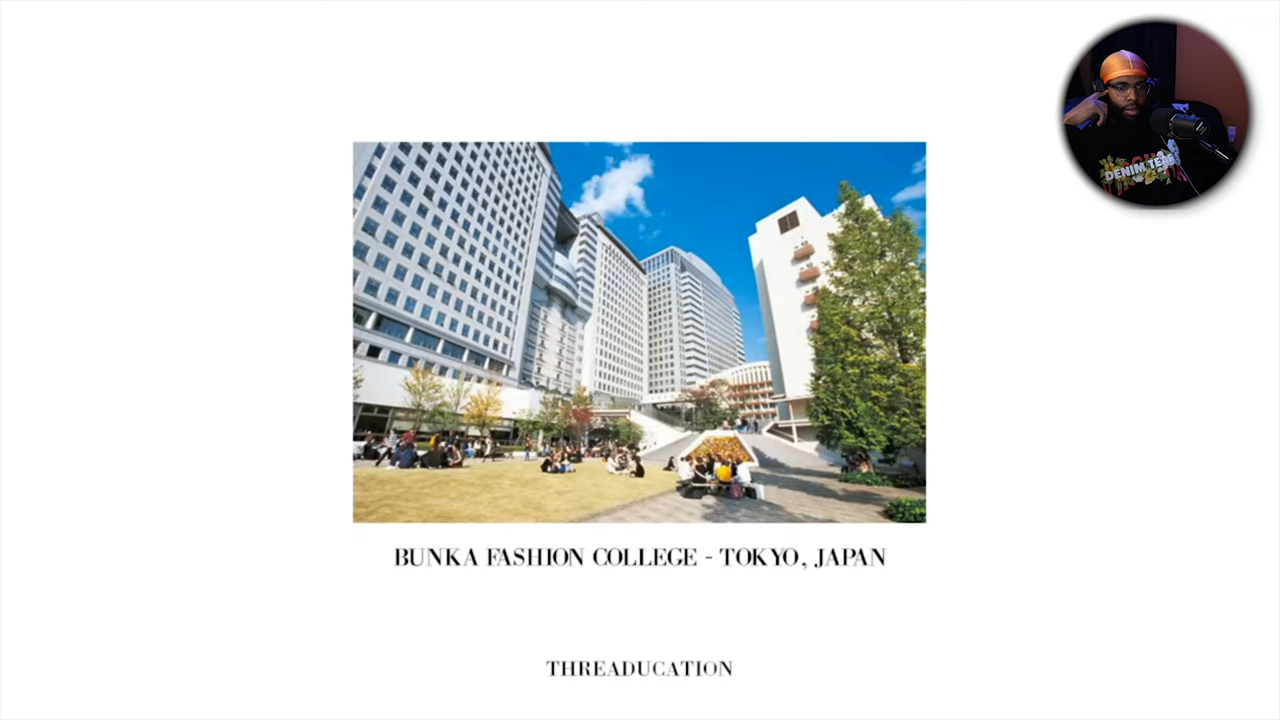 DENIM TEARS
BUNKA FASHION COLLEGE - TOKYO, JAPAN
THREADUCATION